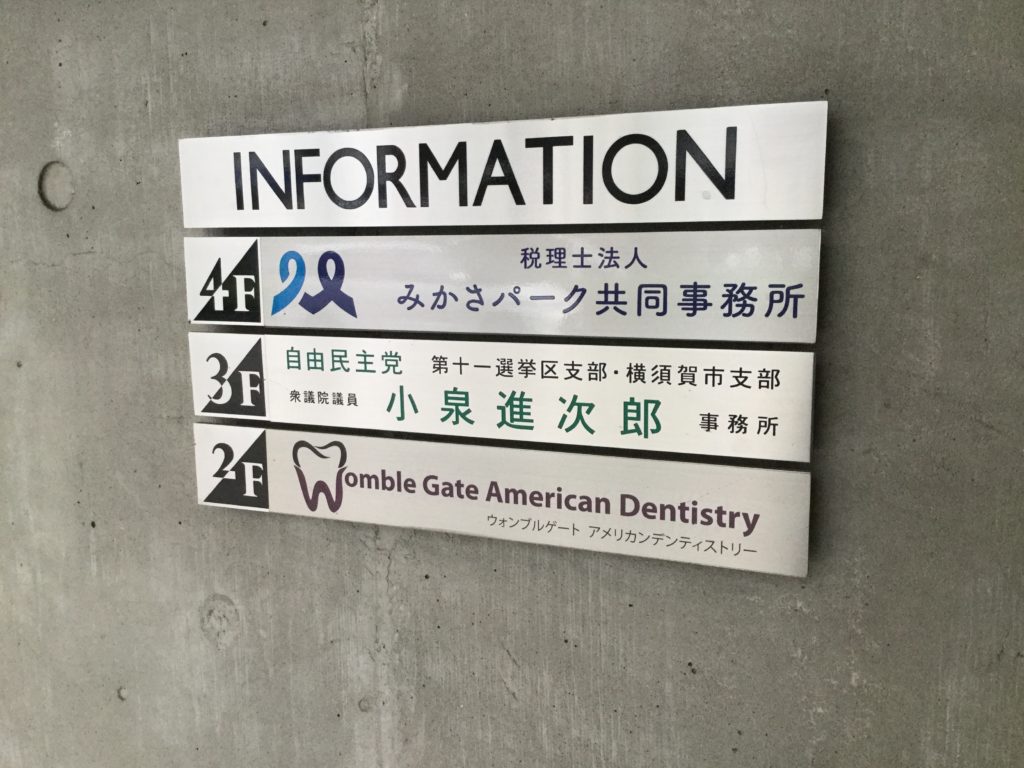 INFORMATION
4F
税理士法人
みかさパーク共同事務所
3F
自由民主党 第十一選挙区支部・横須賀市支部
衆議院議員 小泉進次郎 事務所
2F
Womble Gate American Dentistry
ウォンブルゲート アメリカンデンティストリー